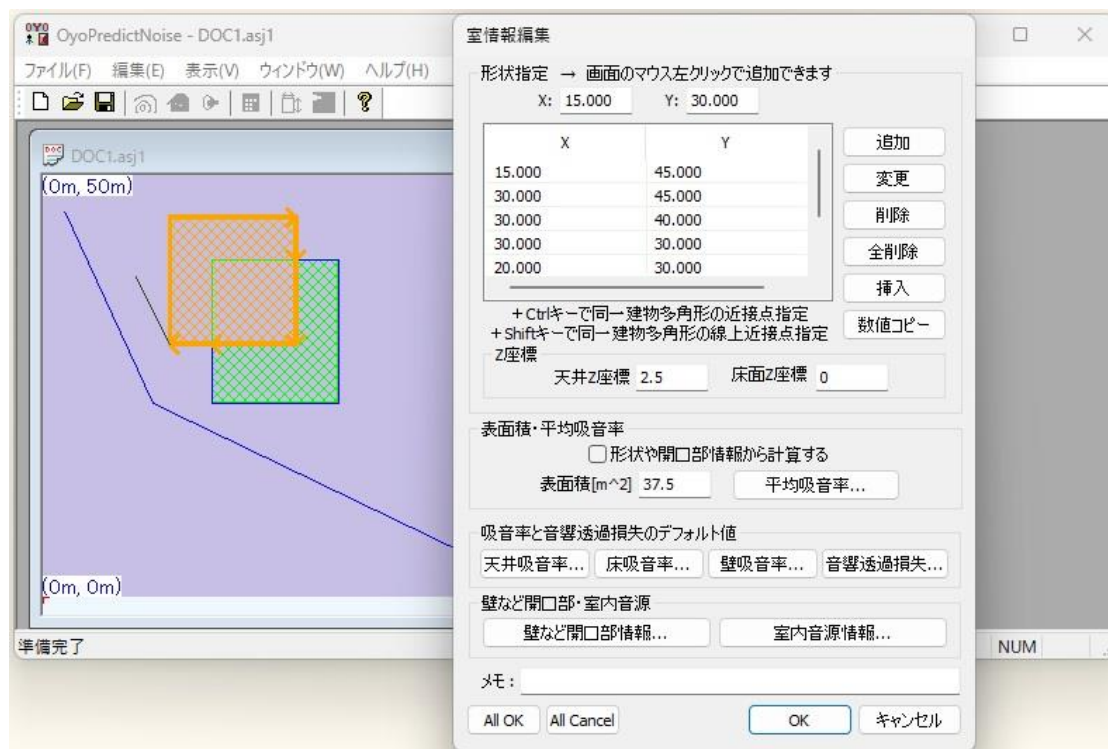 OyoPredictNoise - DOC1.asj1
ファイル(F) 編集(E) 表示(V) ウィンドウ(W) ヘルプ(H)
DOC1.asj1
(0m, 50m)
(0m, 0m)
準備完了
NUM
室情報編集
形状指定 → 画面のマウス左クリックで追加できます
X: 15.000 Y: 30.000
X Y
15.000 45.000
30.000 45.000
30.000 40.000
30.000 30.000
20.000 30.000
追加
変更
削除
全削除
挿入
数値コピー
+Ctrlキーで同一建物多角形の近接点指定
+Shiftキーで同一建物多角形の線上近接点指定
Z座標
天井Z座標 2.5 床面Z座標 0
表面積・平均吸音率
形状や開口部情報から計算する
表面積[m^2] 37.5 平均吸音率...
吸音率と音響透過損失のデフォルト値
天井吸音率... 床吸音率... 壁吸音率... 音響透過損失...
壁など開口部・室内音源
壁など開口部情報... 室内音源情報...
メモ:
All OK All Cancel OK キャンセル